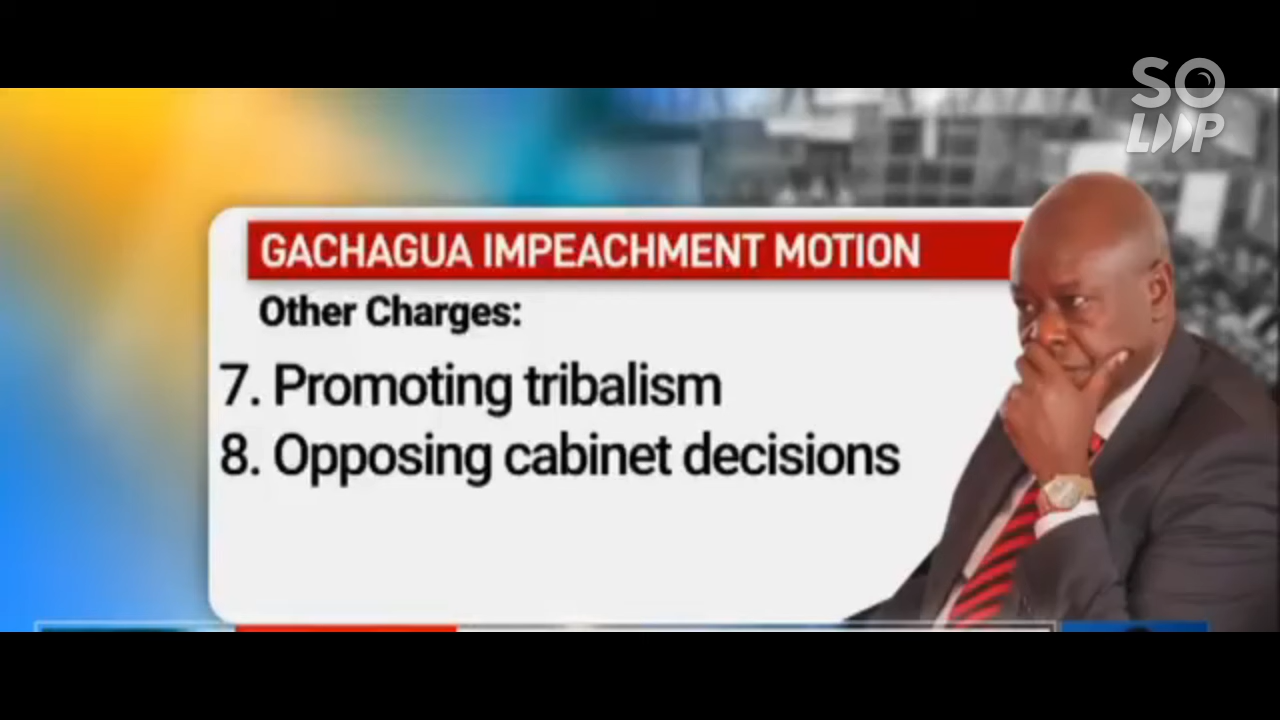 SO
LOOP
GACHAGUA IMPEACHMENT MOTION
Other Charges:
7. Promoting tribalism
8. Opposing cabinet decisions